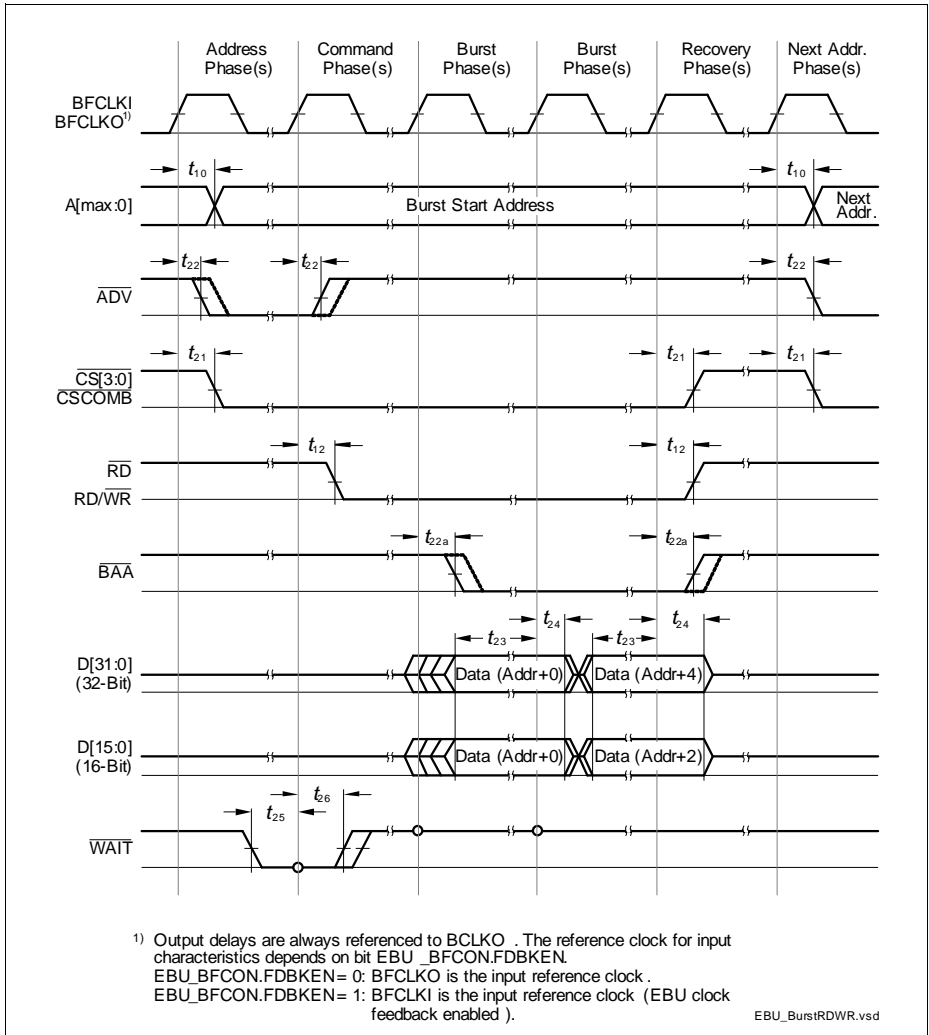 Address Phase(s) Command Phase(s) Burst Phase(s) Burst Phase(s) Recovery Phase(s) Next Addr. Phase(s)
BFCLKI
BFCLKO1)
t10 t10
A[max:0] Burst Start Address Next Addr.
t22 t22 t22
ADV
t21 t21 t21
CS[3:0]
CSCOMB
t12 t12
RD
RD/WR
t22a t22a
BAA
t24 t24
t23 t23
D[31:0]
(32-Bit)
Data (Addr+0) Data (Addr+4)
D[15:0]
(16-Bit)
Data (Addr+0) Data (Addr+2)
t26
t25
WAIT
1) Output delays are always referenced to BCLKO . The reference clock for input
characteristics depends on bit EBU _BFCON.FDBKEN.
EBU_BFCON.FDBKEN= 0: BFCLKO is the input reference clock .
EBU_BFCON.FDBKEN= 1: BFCLKI is the input reference clock (EBU clock
feedback enabled ).
EBU_BurstRDWR.vsd